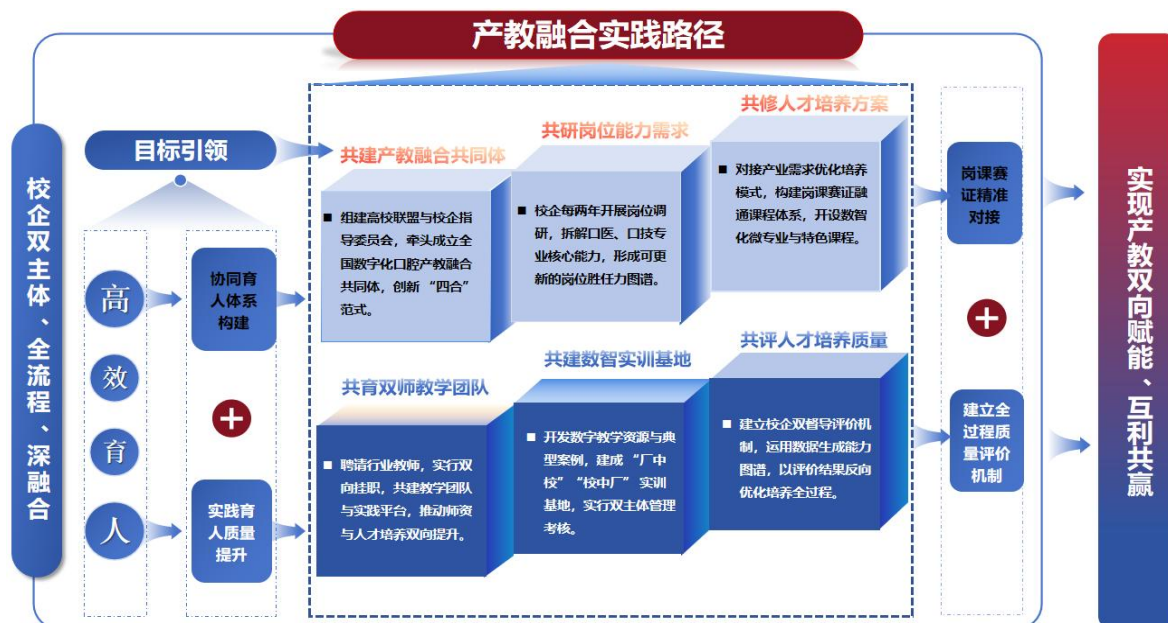 产教融合实践路径
校企双主体、全流程、深融合
目标引领
高
效
育
人
协同育
人体系
构建
+
实践育
人质量
提升
共建产教融合共同体
■ 组建高校联盟与校企指
导委员会，牵头成立全
国数字化口腔产教融合
共同体，创新“四合”
范式。
共研岗位能力需求
■ 校企每两年开展岗位调
研，拆解口医、口技专
业核心能力，形成可更
新的岗位胜任力图谱。
共修人才培养方案
■ 对接产业需求优化培养
模式，构建岗课赛证融
通课程体系，开设数智
化微专业与特色课程。
共育双师教学团队
■ 聘请行业教师，实行双
向挂职，共建教学团队
与实践平台，推动师资
与人才培养双向提升。
共建数智实训基地
■ 开发数字教学资源与典
型案例，建成“厂中
校”“校中厂”实训
基地，实行双主体管理
考核。
共评人才培养质量
■ 建立校企双督导评价机
制，运用数据生成能力
图谱，以评价结果反向
优化培养全过程。
岗课赛
证精准
对接
+
建立全
过程质
量评价
机制
实现产教双向赋能、互利共赢